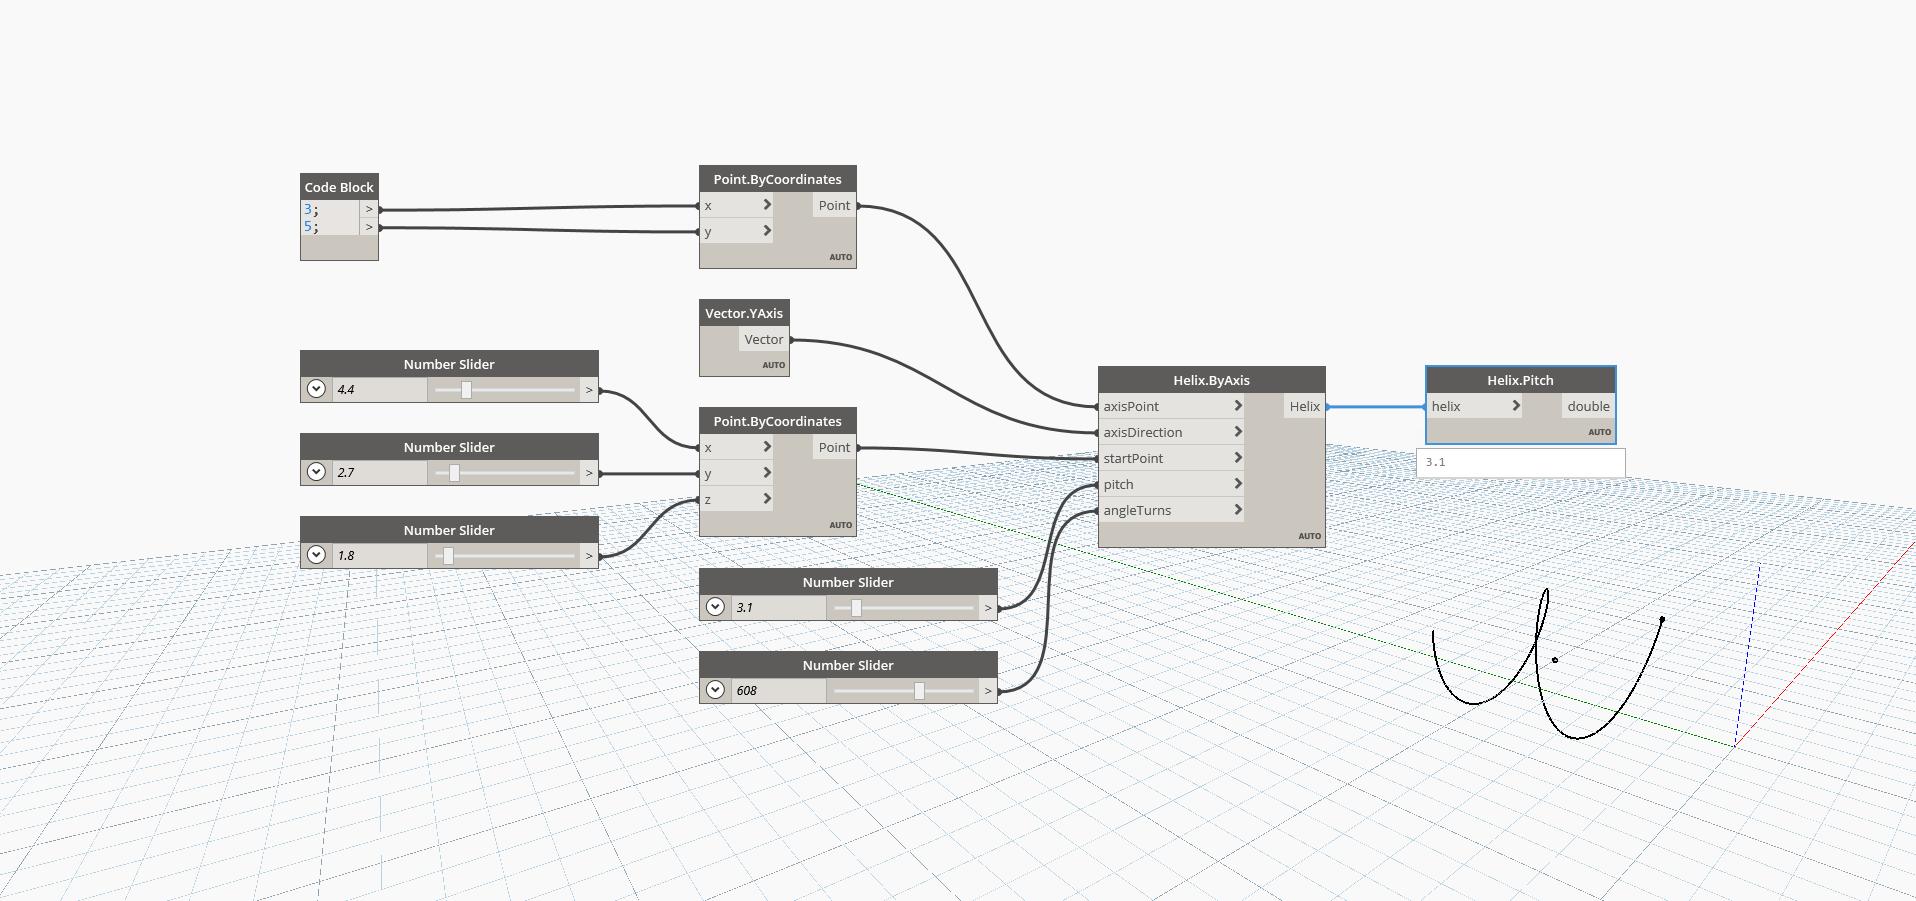 Code Block
3;
>
5;
>
Point.ByCoordinates
x
Point
y
AUTO
Vector.YAxis
Vector
AUTO
Number Slider
4.4
>
Number Slider
2.7
>
Number Slider
1.8
>
Point.ByCoordinates
x
Point
y
z
AUTO
Number Slider
3.1
>
Number Slider
608
>
Helix.ByAxis
axisPoint
Helix
axisDirection
startPoint
pitch
angleTurns
AUTO
Helix.Pitch
helix
double
AUTO
3.1